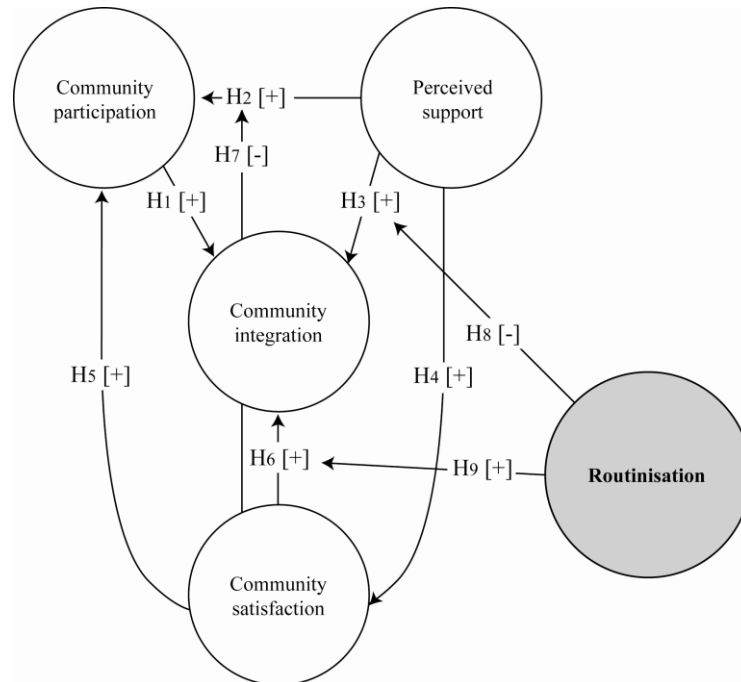 Community
participation
Perceived
support
H2 [+]
H7 [-]
H1 [+]
H3 [+]
Community
integration
H8 [-]
H5 [+]
H4 [+]
H6 [+]
H9 [+]
Routinisation
Community
satisfaction